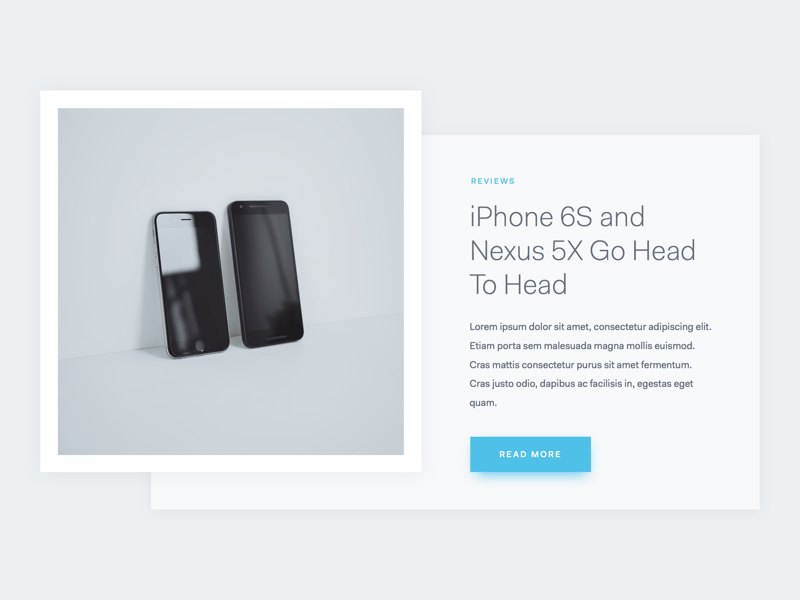 REVIEWS
iPhone 6S and
Nexus 5X Go Head
To Head
Lorem ipsum dolor sit amet, consectetur adipiscing elit.
Etiam porta sem malesuada magna mollis euismod.
Cras mattis consectetur purus sit amet fermentum.
Cras justo odio, dapibus ac facilisis in, egestas eget
quam.
READ MORE